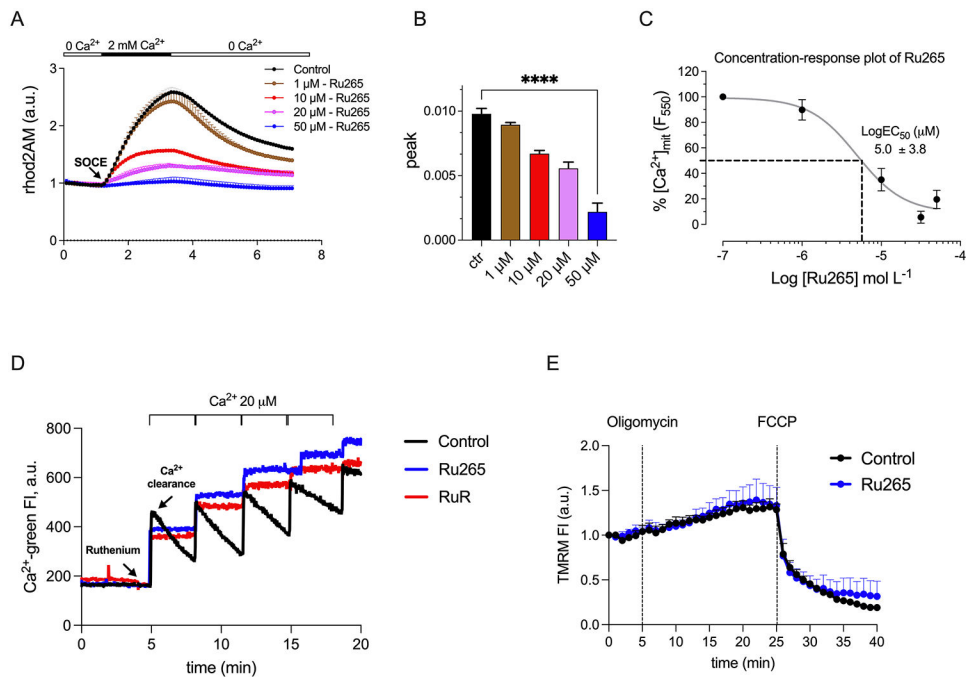 A
0 Ca²⁺ 2 mM Ca²⁺ 0 Ca²⁺
rhod2AM (a.u.)
3
2
1
0
0 2 4 6 8
SOCE
Control
1 µM - Ru265
10 µM - Ru265
20 µM - Ru265
50 µM - Ru265
B
****
peak
0.010
0.005
0.000
ctr
1 µM
10 µM
20 µM
50 µM
C
Concentration-response plot of Ru265
% [Ca²⁺]mit (F550)
120
100
80
60
40
20
0
LogEC50 (µM)
5.0 ± 3.8
-7 -6 -5 -4
Log [Ru265] mol L⁻¹
D
Ca²⁺ 20 µM
Ca²⁺-green FI, a.u.
800
600
400
200
0
Ca²⁺
clearance
Ruthenium
0 5 10 15 20
time (min)
Control
Ru265
RuR
E
Oligomycin FCCP
TMRM FI (a.u.)
2.0
1.5
1.0
0.5
0.0
0 5 10 15 20 25 30 35 40
time (min)
Control
Ru265